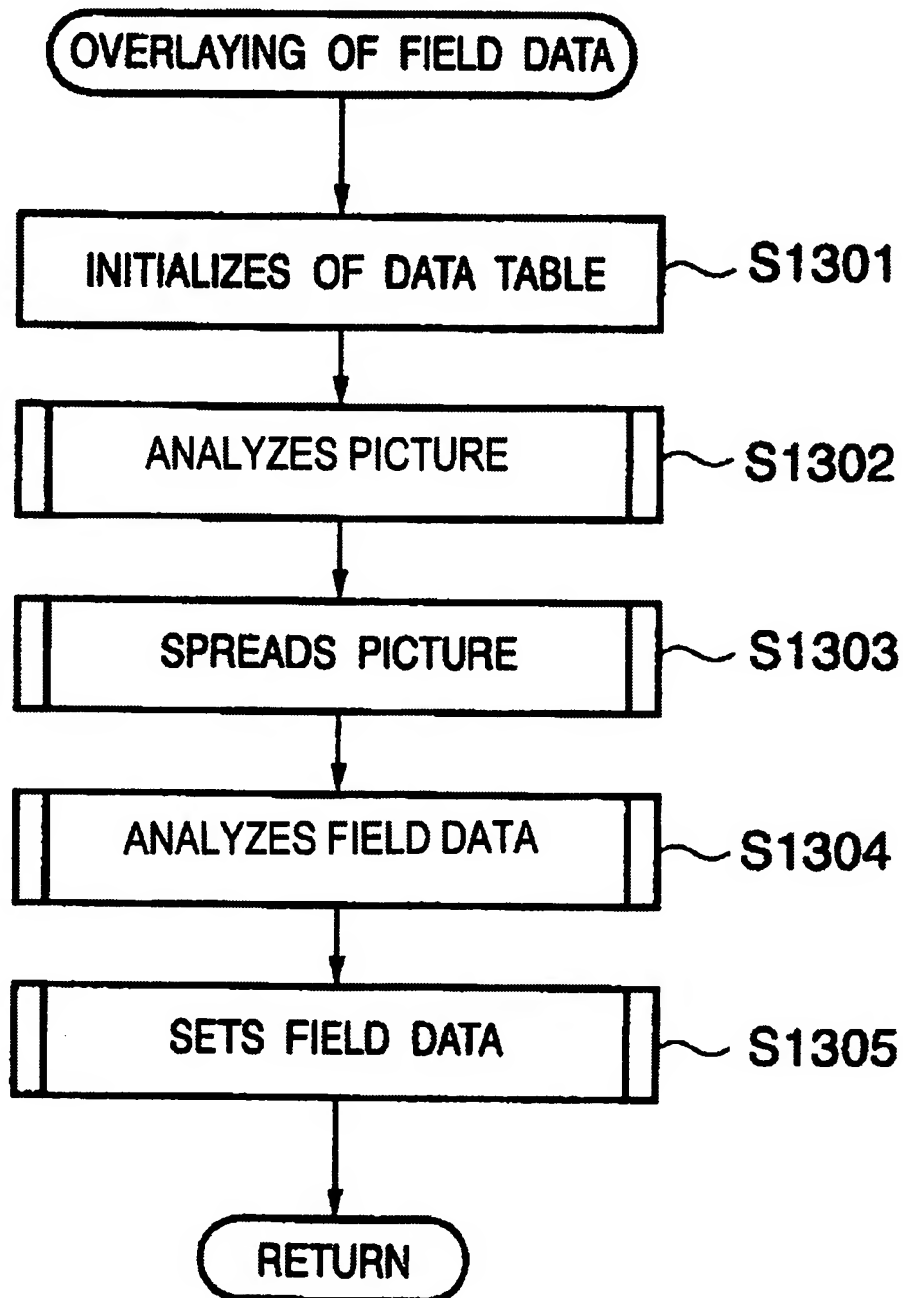 OVERLAYING OF FIELD DATA
INITIALIZES OF DATA TABLE
S1301
ANALYZES PICTURE
S1302
SPREADS PICTURE
S1303
ANALYZES FIELD DATA
S1304
SETS FIELD DATA
S1305
RETURN